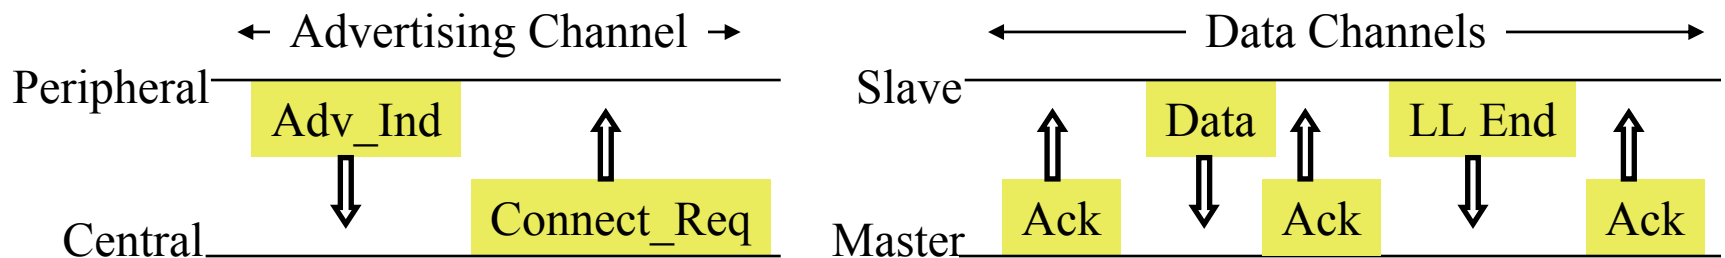 Advertising Channel
Data Channels
Peripheral
Adv_Ind
Connect_Req
Central
Slave
Data
LL End
Ack
Ack
Ack
Master